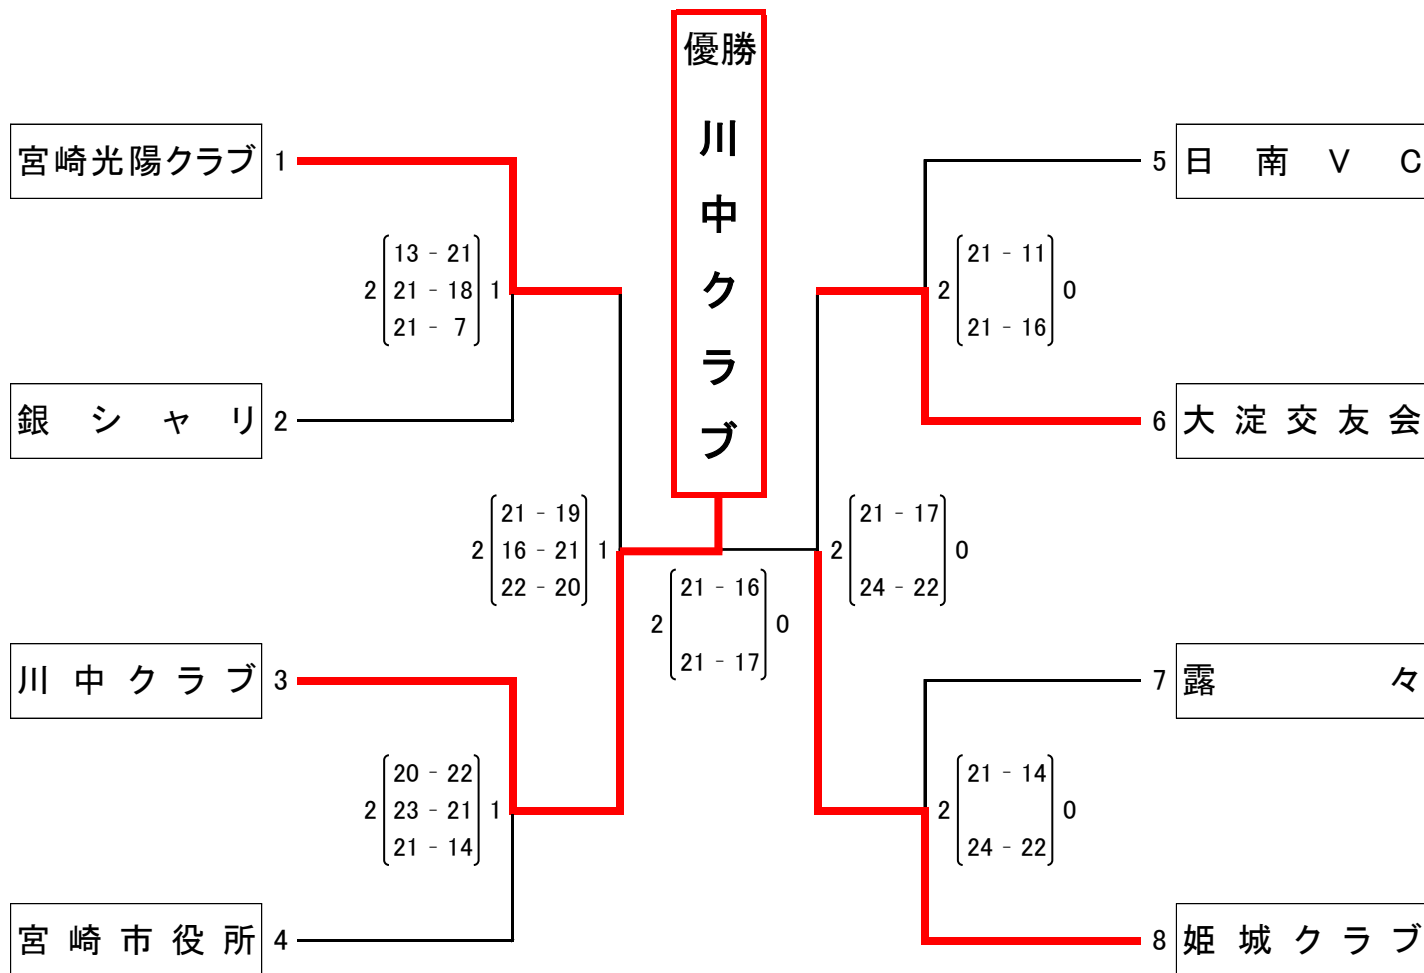 優勝
川中クラブ
宮崎光陽クラブ 1
13 - 21
2 21 - 18 1
21 - 7
銀シャリ 2
21 - 19
2 16 - 21 1
22 - 20
川中クラブ 3
20 - 22
2 23 - 21 1
21 - 14
宮崎市役所 4
21 - 16
2 0
21 - 17
5 日南VC
21 - 11
2 0
21 - 16
6 大淀交友会
21 - 17
2 0
24 - 22
7 露々
21 - 14
2 0
24 - 22
8 姫城クラブ